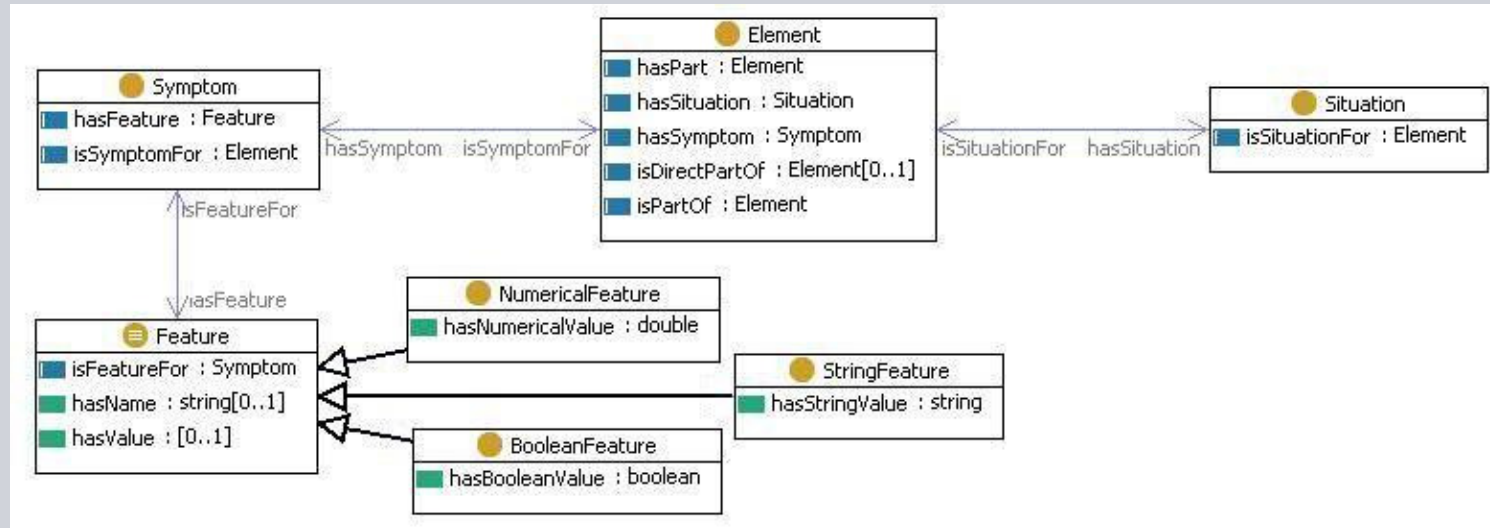 Element
hasPart : Element
hasSituation : Situation
hasSymptom : Symptom
isDirectPartOf : Element[0..1]
isPartOf : Element
Symptom
hasFeature : Feature
isSymptomFor : Element
hasSymptom isSymptomFor
Situation
isSituationFor : Element
isSituationFor hasSituation
isFeatureFor
hasFeature
Feature
isFeatureFor : Symptom
hasName : string[0..1]
hasValue : [0..1]
NumericalFeature
hasNumericalValue : double
StringFeature
hasStringValue : string
BooleanFeature
hasBooleanValue : boolean